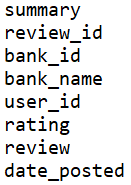 summary
review_id
bank_id
bank_name
user_id
rating
review
date_posted